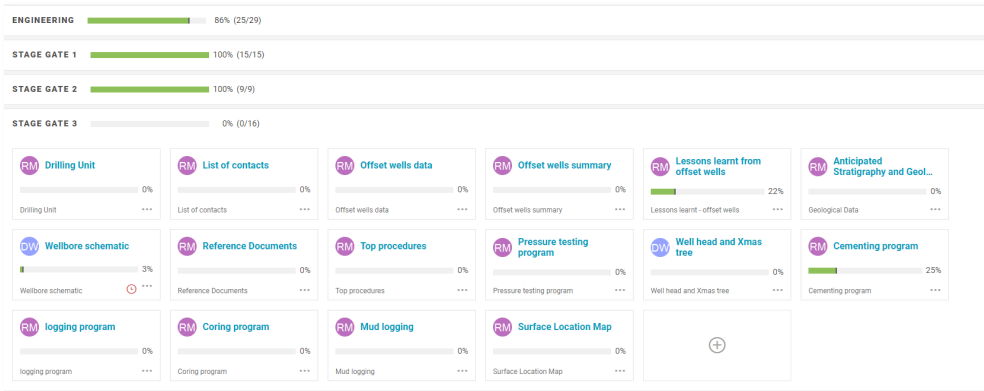 ENGINEERING 86% (25/29)
STAGE GATE 1 100% (15/15)
STAGE GATE 2 100% (9/9)
STAGE GATE 3 0% (0/16)
RM Drilling Unit
0%
Drilling Unit
RM List of contacts
0%
List of contacts
RM Offset wells data
0%
Offset wells data
RM Offset wells summary
0%
Offset wells summary
RM Lessons learnt from
offset wells
22%
Lessons learnt - offset wells
RM Anticipated
Stratigraphy and Geol...
0%
Geological Data
DW Wellbore schematic
3%
Wellbore schematic
RM Reference Documents
0%
Reference Documents
RM Top procedures
0%
Top procedures
RM Pressure testing
program
0%
Pressure testing program
DW Well head and Xmas
tree
0%
Well head and Xmas tree
RM Cementing program
25%
Cementing program
RM logging program
0%
logging program
RM Coring program
0%
Coring program
RM Mud logging
0%
Mud logging
RM Surface Location Map
0%
Surface Location Map